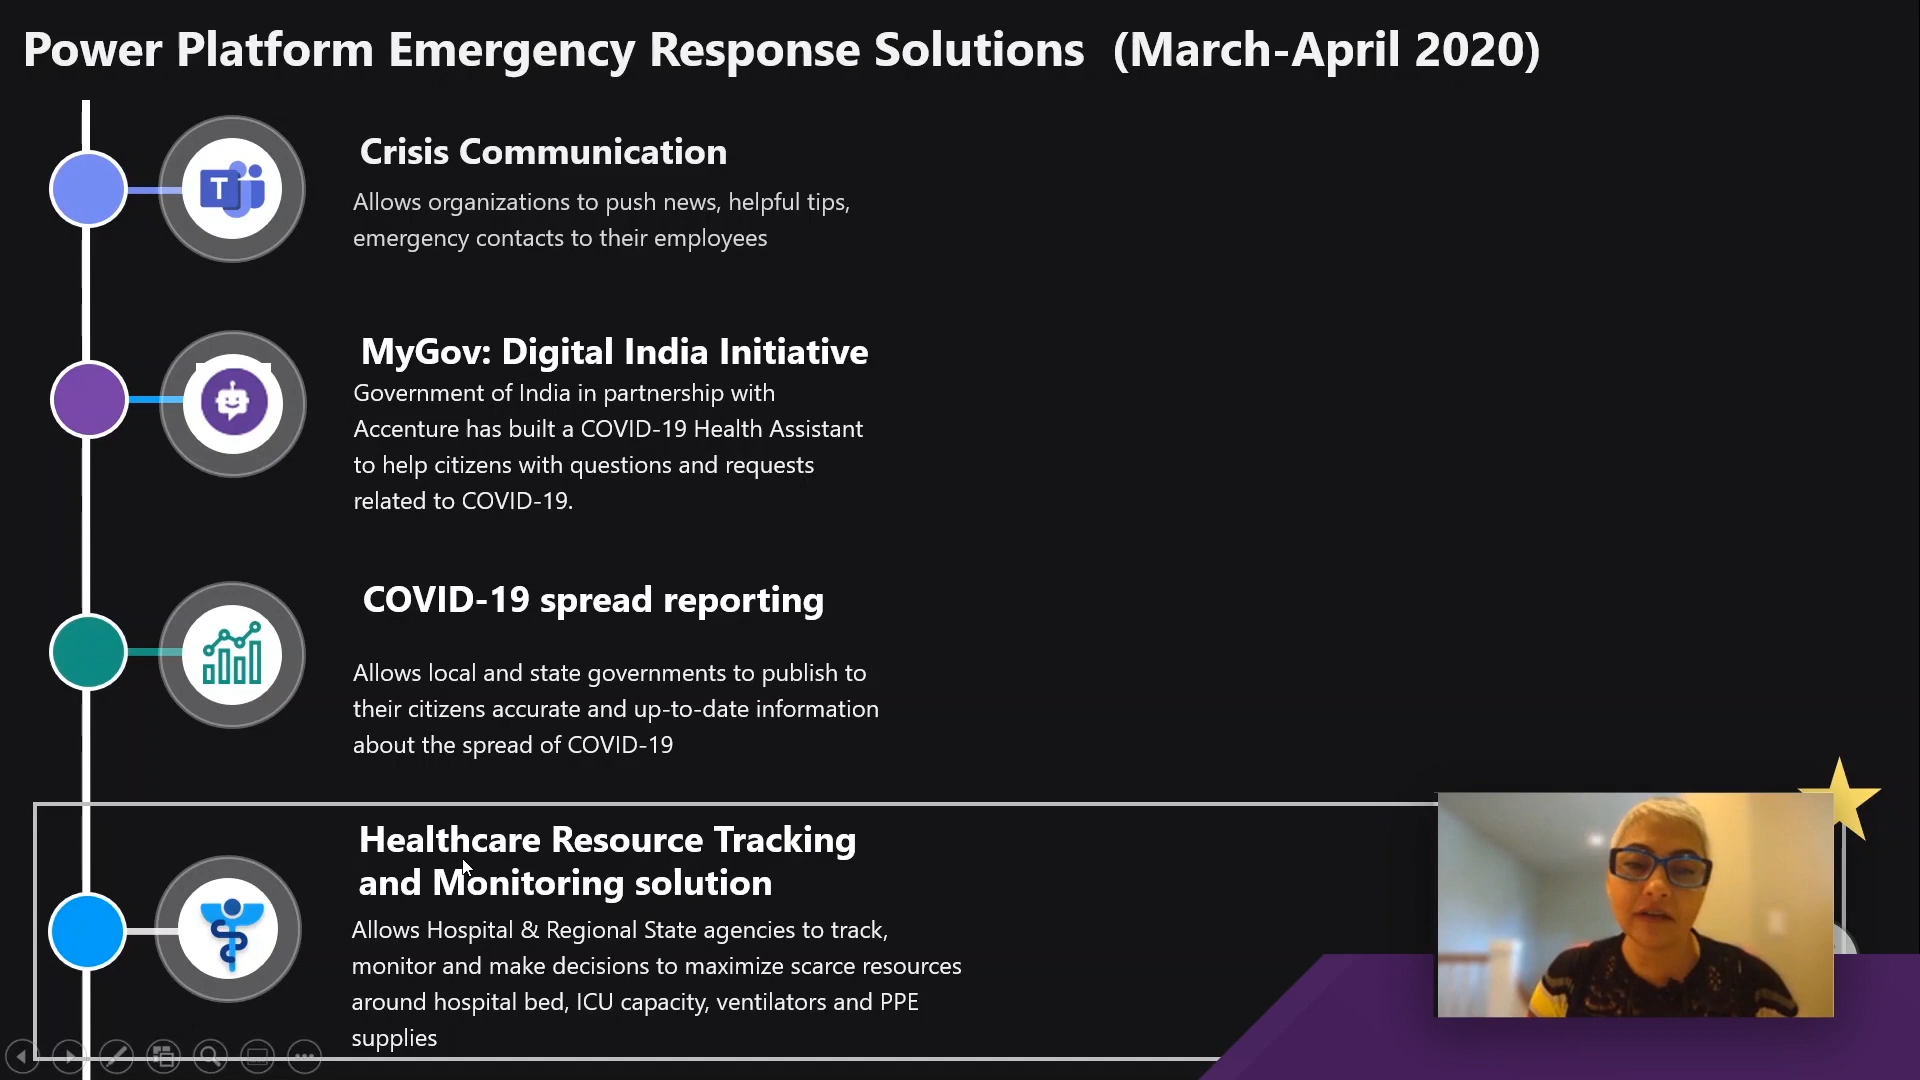 Power Platform Emergency Response Solutions (March-April 2020)
Crisis Communication
Allows organizations to push news, helpful tips,
emergency contacts to their employees
T
MyGov: Digital India Initiative
Government of India in partnership with
Accenture has built a COVID-19 Health Assistant
to help citizens with questions and requests
related to COVID-19.
COVID-19 spread reporting
Allows local and state governments to publish to
their citizens accurate and up-to-date information
about the spread of COVID-19
Healthcare Resource Tracking
and Monitoring solution
Allows Hospital & Regional State agencies to track,
monitor and make decisions to maximize scarce resources
around hospital bed, ICU capacity, ventilators and PPE
supplies